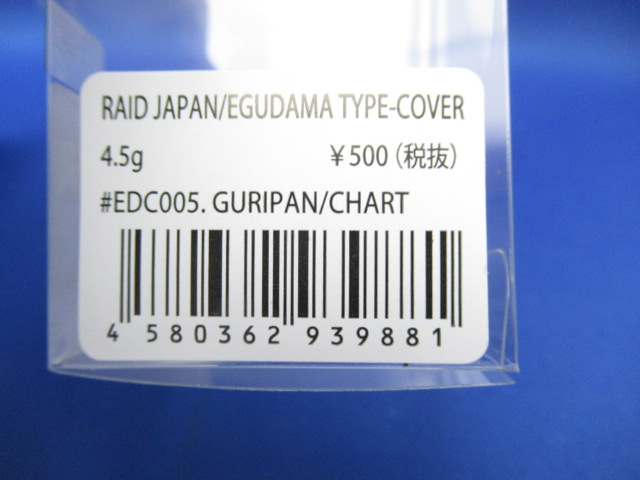 RAID JAPAN/EGUDAMA TYPE-COVER
4.5g ￥500（税抜）
#EDC005. GURIPAN/CHART
4 580362 939881